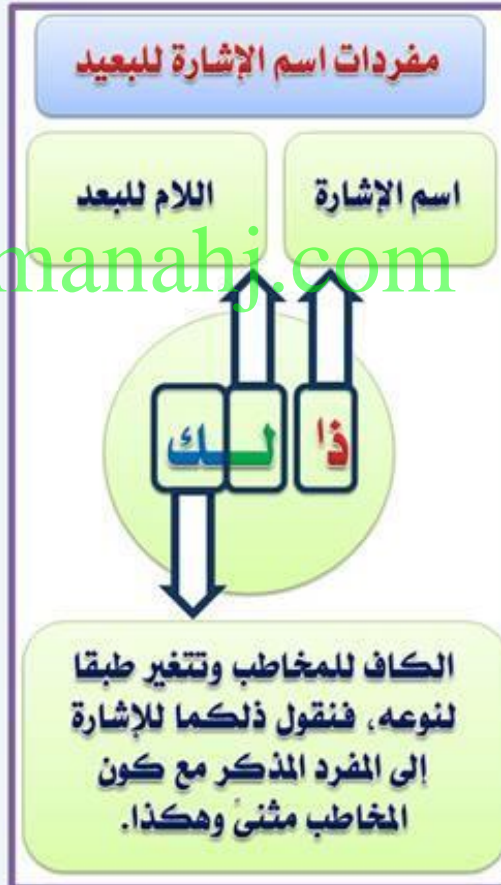 مفردات اسم الإشارة للبعيد
اسم الإشارة
اللام للبعد
manahj.com
ذا لـك
الكاف للمخاطب وتتغير طبقا
لنوعه، فنقول ذلكما للإشارة
إلى المفرد المذكر مع كون
المخاطب مثنىً وهكذا.